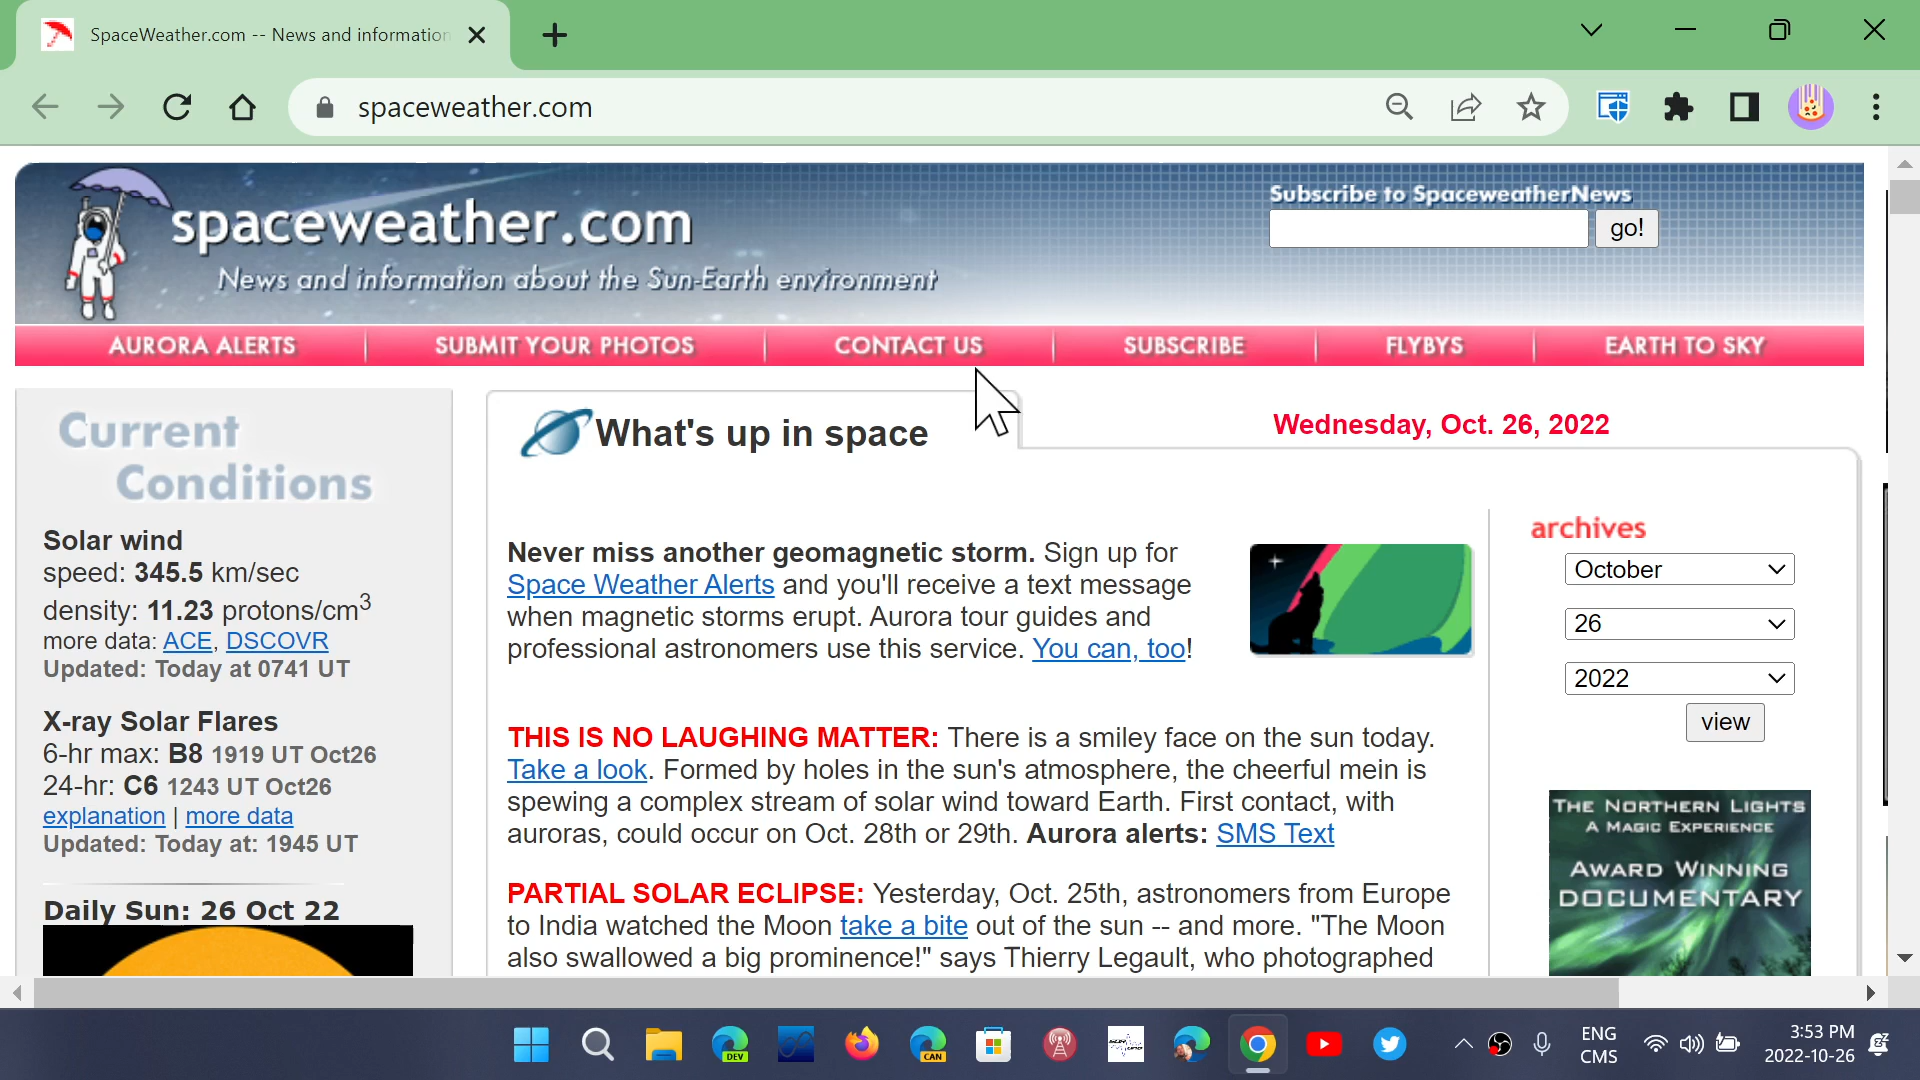 SpaceWeather.com -- News and information
spaceweather.com
spaceweather.com
News and information about the Sun-Earth environment
Subscribe to SpaceweatherNews
go!
AURORA ALERTS
SUBMIT YOUR PHOTOS
CONTACT US
SUBSCRIBE
FLYBYS
EARTH TO SKY
Current
Conditions
Solar wind
speed: 345.5 km/sec
density: 11.23 protons/cm3
more data: ACE, DSCOVR
Updated: Today at 0741 UT
X-ray Solar Flares
6-hr max: B8 1919 UT Oct26
24-hr: C6 1243 UT Oct26
explanation | more data
Updated: Today at: 1945 UT
Daily Sun: 26 Oct 22
What's up in space
Wednesday, Oct. 26, 2022
Never miss another geomagnetic storm. Sign up for
Space Weather Alerts and you'll receive a text message
when magnetic storms erupt. Aurora tour guides and
professional astronomers use this service. You can, too!
THIS IS NO LAUGHING MATTER: There is a smiley face on the sun today.
Take a look. Formed by holes in the sun's atmosphere, the cheerful mein is
spewing a complex stream of solar wind toward Earth. First contact, with
auroras, could occur on Oct. 28th or 29th. Aurora alerts: SMS Text
PARTIAL SOLAR ECLIPSE: Yesterday, Oct. 25th, astronomers from Europe
to India watched the Moon take a bite out of the sun -- and more. "The Moon
also swallowed a big prominence!" says Thierry Legault, who photographed
archives
October
26
2022
view
THE NORTHERN LIGHTS
A MAGIC EXPERIENCE
AWARD WINNING
DOCUMENTARY
DEV
CAN
ENG
CMS
3:53 PM
2022-10-26